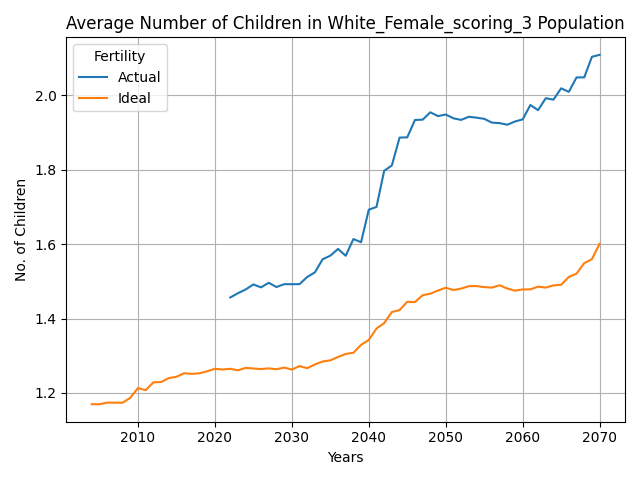 Average Number of Children in White_Female_scoring_3 Population
Fertility
Actual
Ideal
No. of Children
2.0
1.8
1.6
1.4
1.2
2010 2020 2030 2040 2050 2060 2070
Years